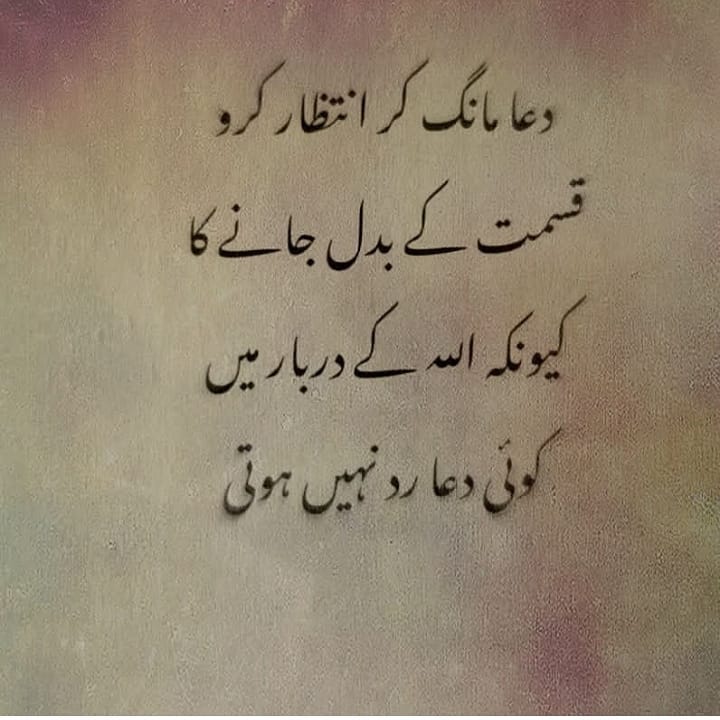 دعا مانگ کر انتظار کرو
قسمت کے بدل جانے کا
کیونکہ اللہ کے دربار میں
کوئی دعا رد نہیں ہوتی